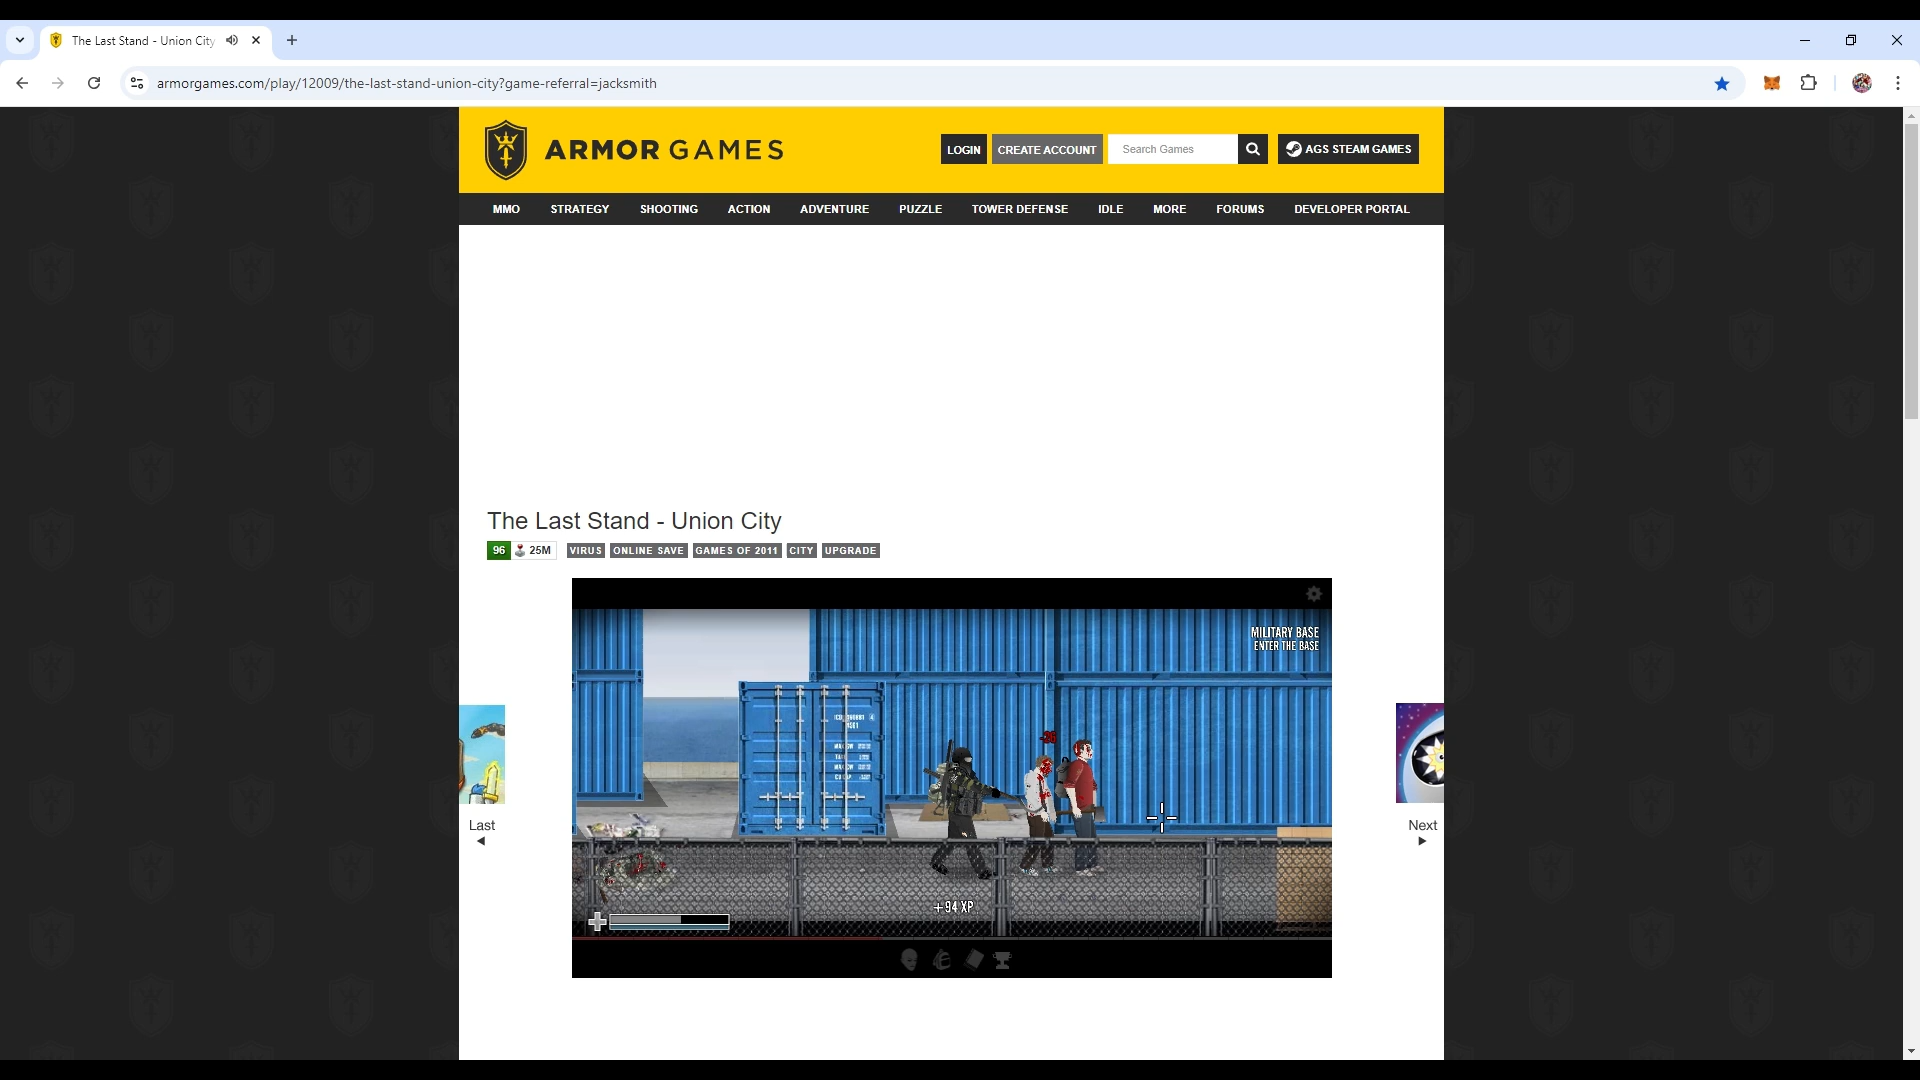 The Last Stand - Union City
armorgames.com/play/12009/the-last-stand-union-city?game-referral=jacksmith
ARMOR GAMES
LOGIN
CREATE ACCOUNT
Search Games
AGS STEAM GAMES
MMO
STRATEGY
SHOOTING
ACTION
ADVENTURE
PUZZLE
TOWER DEFENSE
IDLE
MORE
FORUMS
DEVELOPER PORTAL
The Last Stand - Union City
96
25M
VIRUS
ONLINE SAVE
GAMES OF 2011
CITY
UPGRADE
MILITARY BASE
ENTER THE BASE
Last
Next
+94 XP